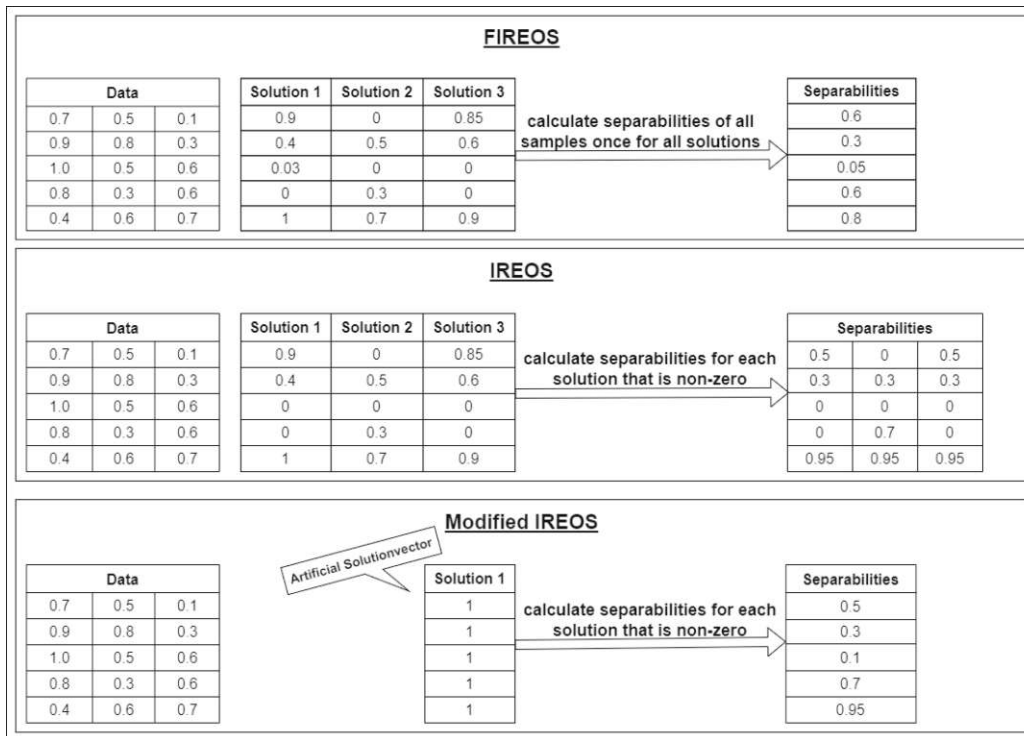 FIREOS
Data Solution 1 Solution 2 Solution 3 Separabilities
0.7 0.5 0.1 0.9 0 0.85 0.6
calculate separabilities of all
0.9 0.8 0.3 0.4 0.5 0.6 0.3
samples once for all solutions
1.0 0.5 0.6 0.03 0 0 0.05
0.8 0.3 0.6 0 0.3 0 0.6
0.4 0.6 0.7 1 0.7 0.9 0.8
IREOS
Data Solution 1 Solution 2 Solution 3 Separabilities
0.7 0.5 0.1 0.9 0 0.85 0.5 0 0.5
calculate separabilities for each
0.9 0.8 0.3 0.4 0.5 0.6 0.3 0.3 0.3
solution that is non-zero
1.0 0.5 0.6 0 0 0 0 0 0
0.8 0.3 0.6 0 0.3 0 0 0.7 0
0.4 0.6 0.7 1 0.7 0.9 0.95 0.95 0.95
Modified IREOS
Artificial Solutionvector
Data Solution 1 Separabilities
0.7 0.5 0.1 1 0.5
calculate separabilities for each
0.9 0.8 0.3 1 0.3
solution that is non-zero
1.0 0.5 0.6 1 0.1
0.8 0.3 0.6 1 0.7
0.4 0.6 0.7 1 0.95